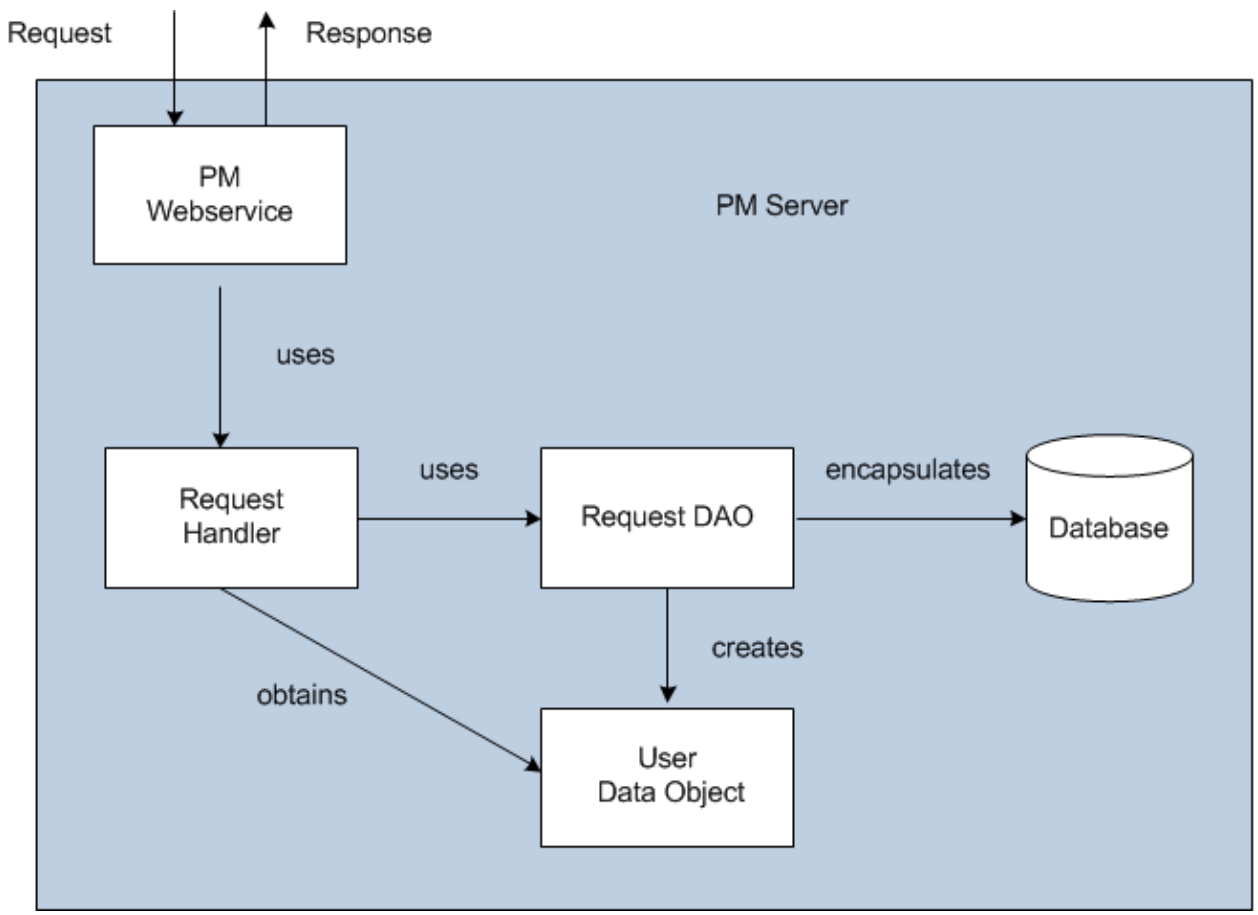 Request
Response
PM
Webservice
PM Server
uses
Request
Handler
uses
Request DAO
encapsulates
Database
creates
obtains
User
Data Object